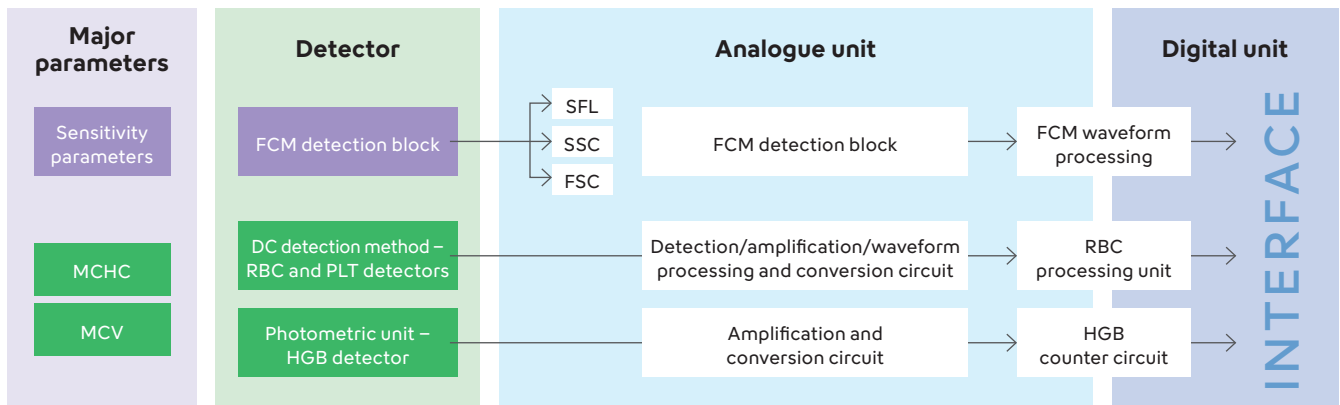 Major
parameters
Detector
Analogue unit
Digital unit
Sensitivity
parameters
FCM detection block
SFL
SSC
FSC
FCM detection block
FCM waveform
processing
MCHC
MCV
DC detection method –
RBC and PLT detectors
Detection/amplification/waveform
processing and conversion circuit
RBC
processing unit
Photometric unit –
HGB detector
Amplification and
conversion circuit
HGB
counter circuit
INTERFACE